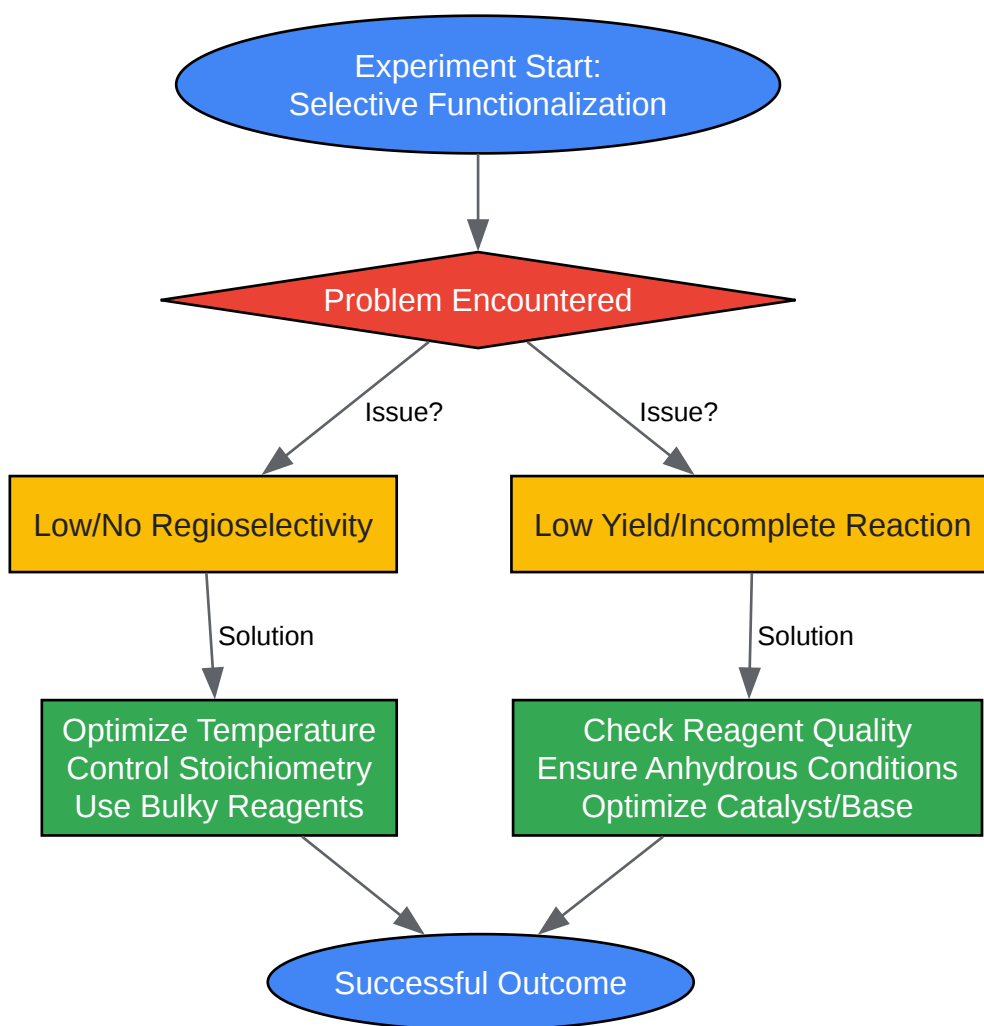 Experiment Start:
Selective Functionalization
Problem Encountered
Issue?
Issue?
Low/No Regioselectivity
Low Yield/Incomplete Reaction
Solution
Solution
Optimize Temperature
Control Stoichiometry
Use Bulky Reagents
Check Reagent Quality
Ensure Anhydrous Conditions
Optimize Catalyst/Base
Successful Outcome